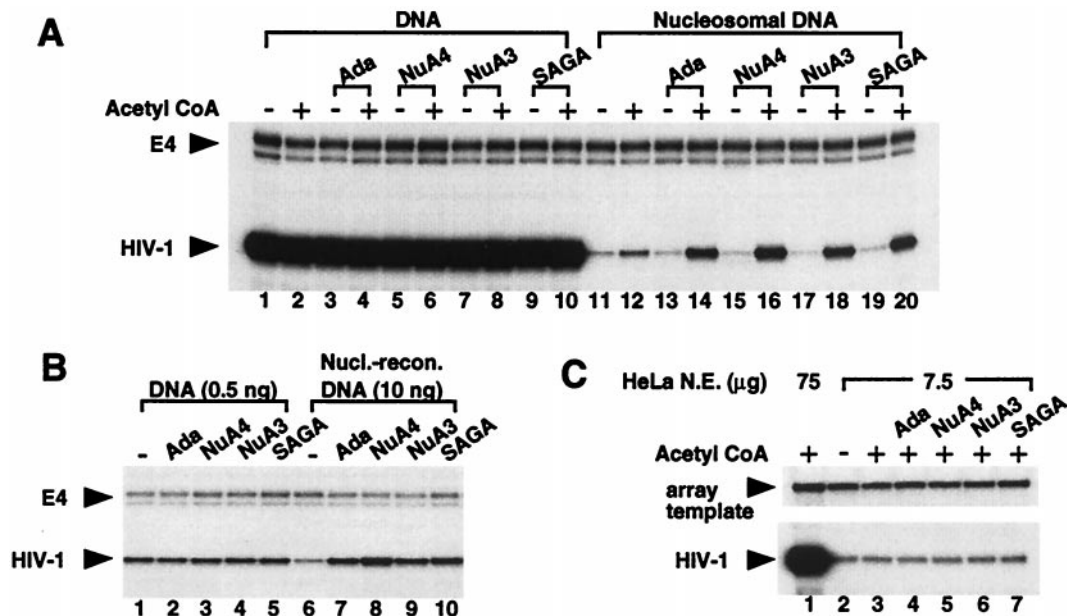 A
DNA Nucleosomal DNA
Ada NuA4 NuA3 SAGA Ada NuA4 NuA3 SAGA
Acetyl CoA - + - + - + - + - + - + - + - + - + - +
E4
HIV-1
1 2 3 4 5 6 7 8 9 10 11 12 13 14 15 16 17 18 19 20
B
Nucl.-recon.
DNA (0.5 ng) DNA (10 ng)
- Ada NuA4 NuA3 SAGA - Ada NuA4 NuA3 SAGA
E4
HIV-1
1 2 3 4 5 6 7 8 9 10
C
HeLa N.E. (μg) 75 7.5
Ada NuA4 NuA3 SAGA
Acetyl CoA + - + + + + +
array
template
HIV-1
1 2 3 4 5 6 7